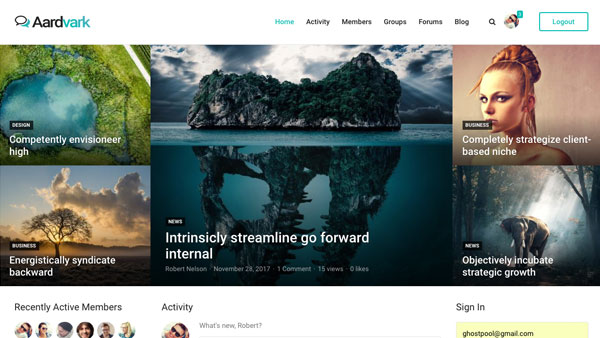 Aardvark
Home Activity Members Groups Forums Blog
3
Logout
DESIGN
Competently envisioneer
high
BUSINESS
Energistically syndicate
backward
NEWS
Intrinsicly streamline go forward
internal
Robert Nelson · November 28, 2017 · 1 Comment · 15 views · 0 likes
BUSINESS
Completely strategize client-
based niche
NEWS
Objectively incubate
strategic growth
Recently Active Members
Activity
What's new, Robert?
Sign In
ghostpool@gmail.com